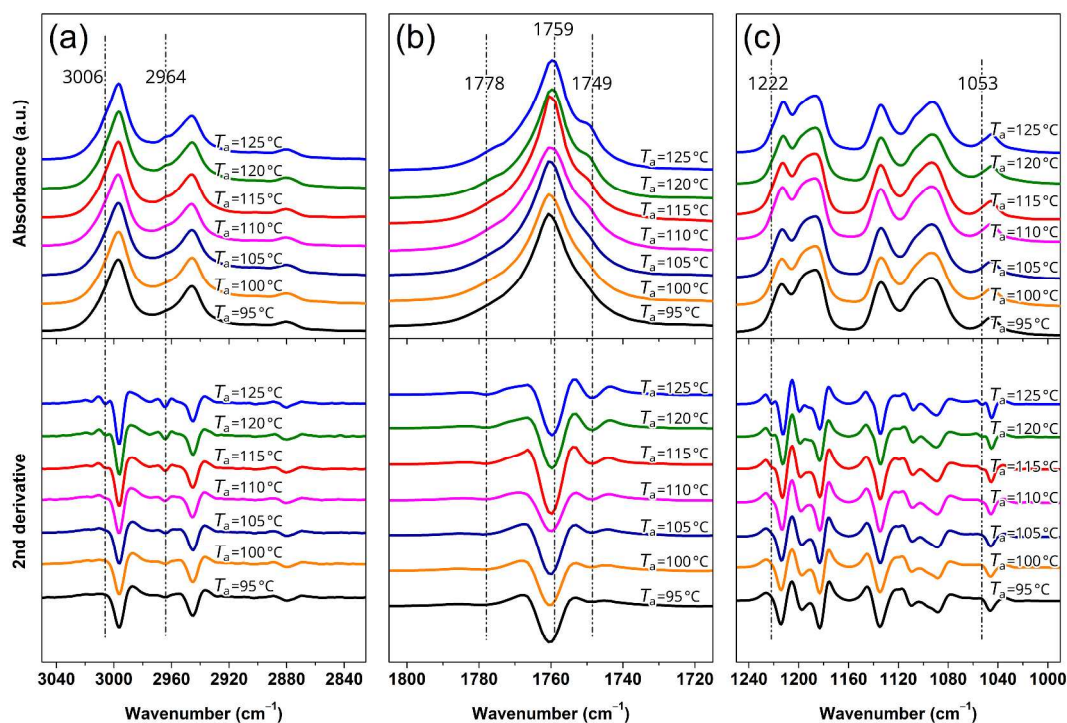 (a)
3006
2964
Absorbance (a.u.)
Tₐ=125°C
Tₐ=120°C
Tₐ=115°C
Tₐ=110°C
Tₐ=105°C
Tₐ=100°C
Tₐ=95°C
2nd derivative
Tₐ=125°C
Tₐ=120°C
Tₐ=115°C
Tₐ=110°C
Tₐ=105°C
Tₐ=100°C
Tₐ=95°C
3040 3000 2960 2920 2880 2840
Wavenumber (cm⁻¹)
(b)
1759
1778
1749
Tₐ=125°C
Tₐ=120°C
Tₐ=115°C
Tₐ=110°C
Tₐ=105°C
Tₐ=100°C
Tₐ=95°C
Tₐ=125°C
Tₐ=120°C
Tₐ=115°C
Tₐ=110°C
Tₐ=105°C
Tₐ=100°C
Tₐ=95°C
1800 1780 1760 1740 1720
Wavenumber (cm⁻¹)
(c)
1222
1053
Tₐ=125°C
Tₐ=120°C
Tₐ=115°C
Tₐ=110°C
Tₐ=105°C
Tₐ=100°C
Tₐ=95°C
Tₐ=125°C
Tₐ=120°C
Tₐ=115°C
Tₐ=110°C
Tₐ=105°C
Tₐ=100°C
Tₐ=95°C
1240 1200 1160 1120 1080 1040 1000
Wavenumber (cm⁻¹)